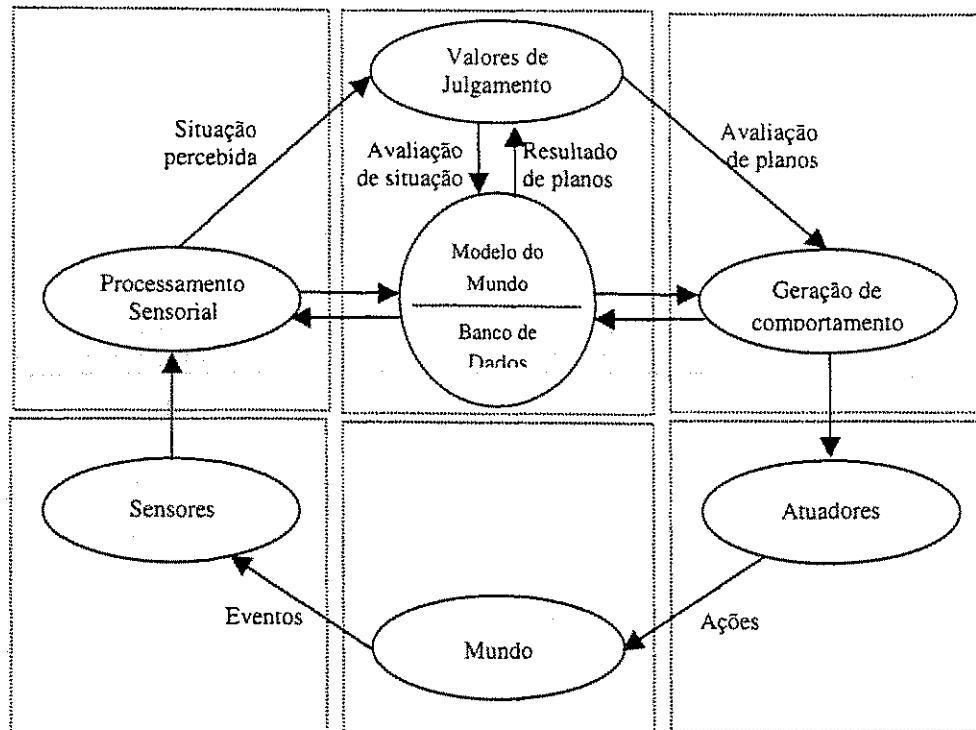 Valores de
Julgamento
Situação
percebida
Avaliação
de situação
Resultado
de planos
Avaliação
de planos
Processamento
Sensorial
Modelo do
Mundo
Banco de
Dados
Geração de
comportamento
Sensores
Atuadores
Eventos
Mundo
Ações